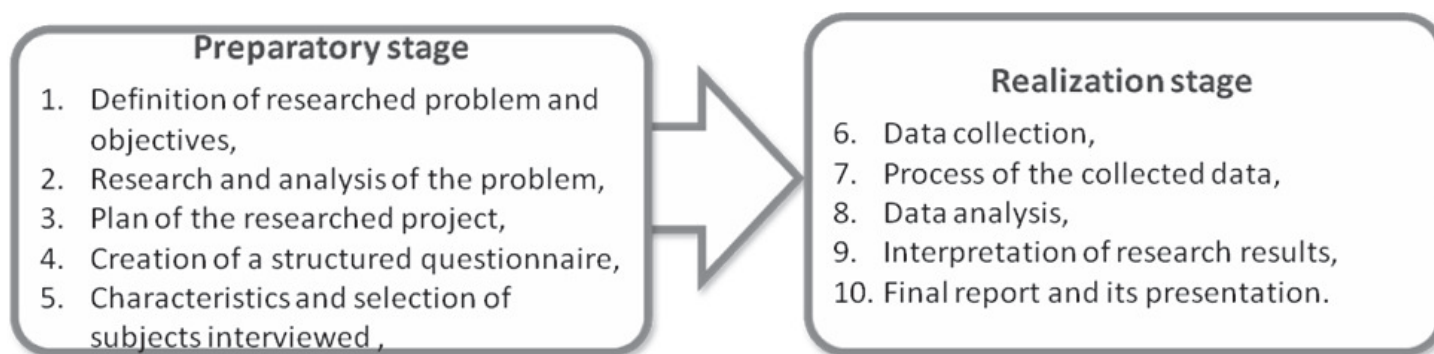 Preparatory stage
1. Definition of researched problem and
objectives,
2. Research and analysis of the problem,
3. Plan of the researched project,
4. Creation of a structured questionnaire,
5. Characteristics and selection of
subjects interviewed ,
Realization stage
6. Data collection,
7. Process of the collected data,
8. Data analysis,
9. Interpretation of research results,
10. Final report and its presentation.